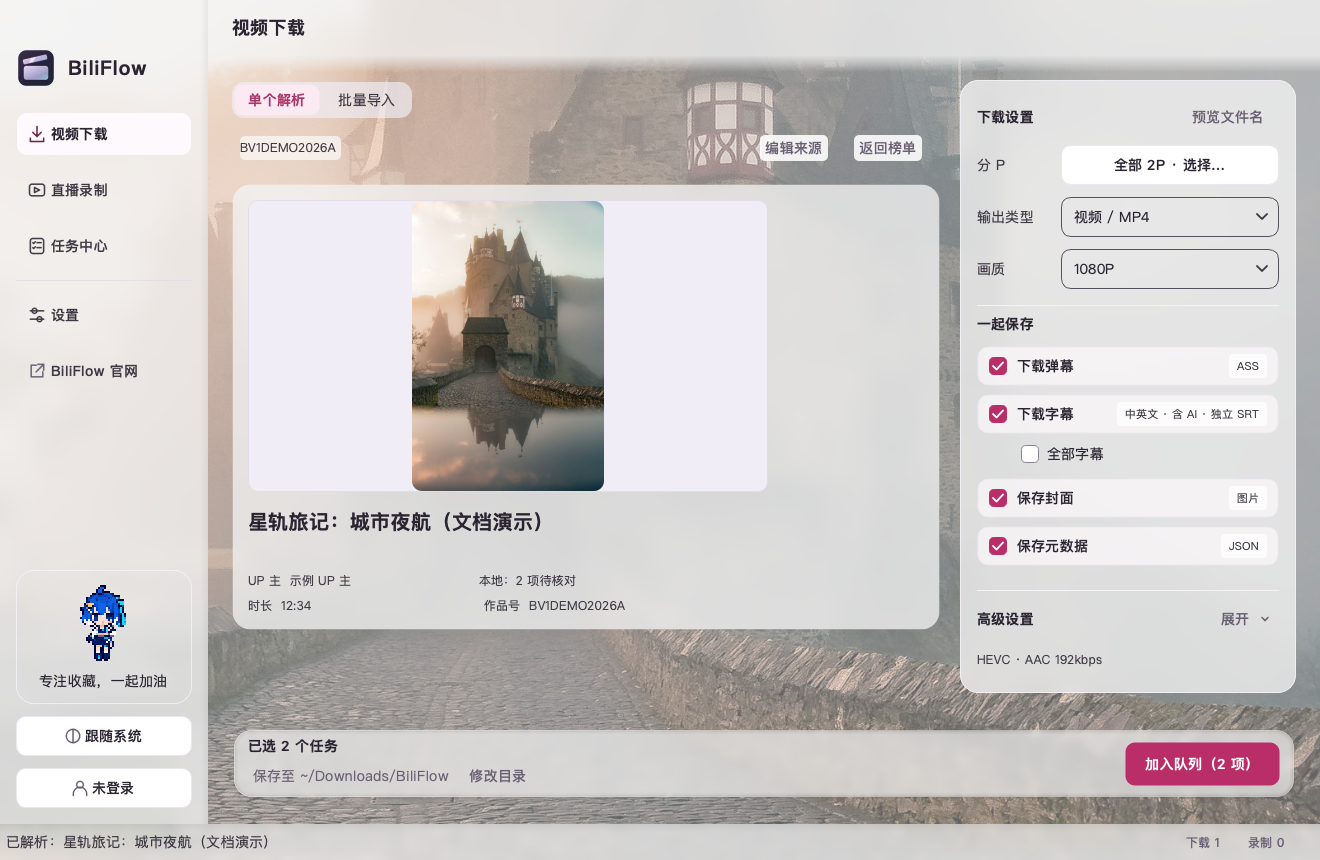 视频下载
BiliFlow
视频下载
直播录制
任务中心
设置
BiliFlow 官网
专注收藏，一起加油
跟随系统
未登录
单个解析 批量导入
BV1DEMO2026A 编辑来源 返回榜单
星轨旅记：城市夜航（文档演示）
UP 主 示例 UP 主 本地：2 项待核对
时长 12:34 作品号 BV1DEMO2026A
下载设置 预览文件名
分 P 全部 2P · 选择...
输出类型 视频 / MP4
画质 1080P
一起保存
下载弹幕 ASS
下载字幕 中英文 · 含 AI · 独立 SRT
全部字幕
保存封面 图片
保存元数据 JSON
高级设置 展开
HEVC · AAC 192kbps
已选 2 个任务
保存至 ~/Downloads/BiliFlow 修改目录
加入队列（2 项）
已解析：星轨旅记：城市夜航（文档演示） 下载 1 录制 0